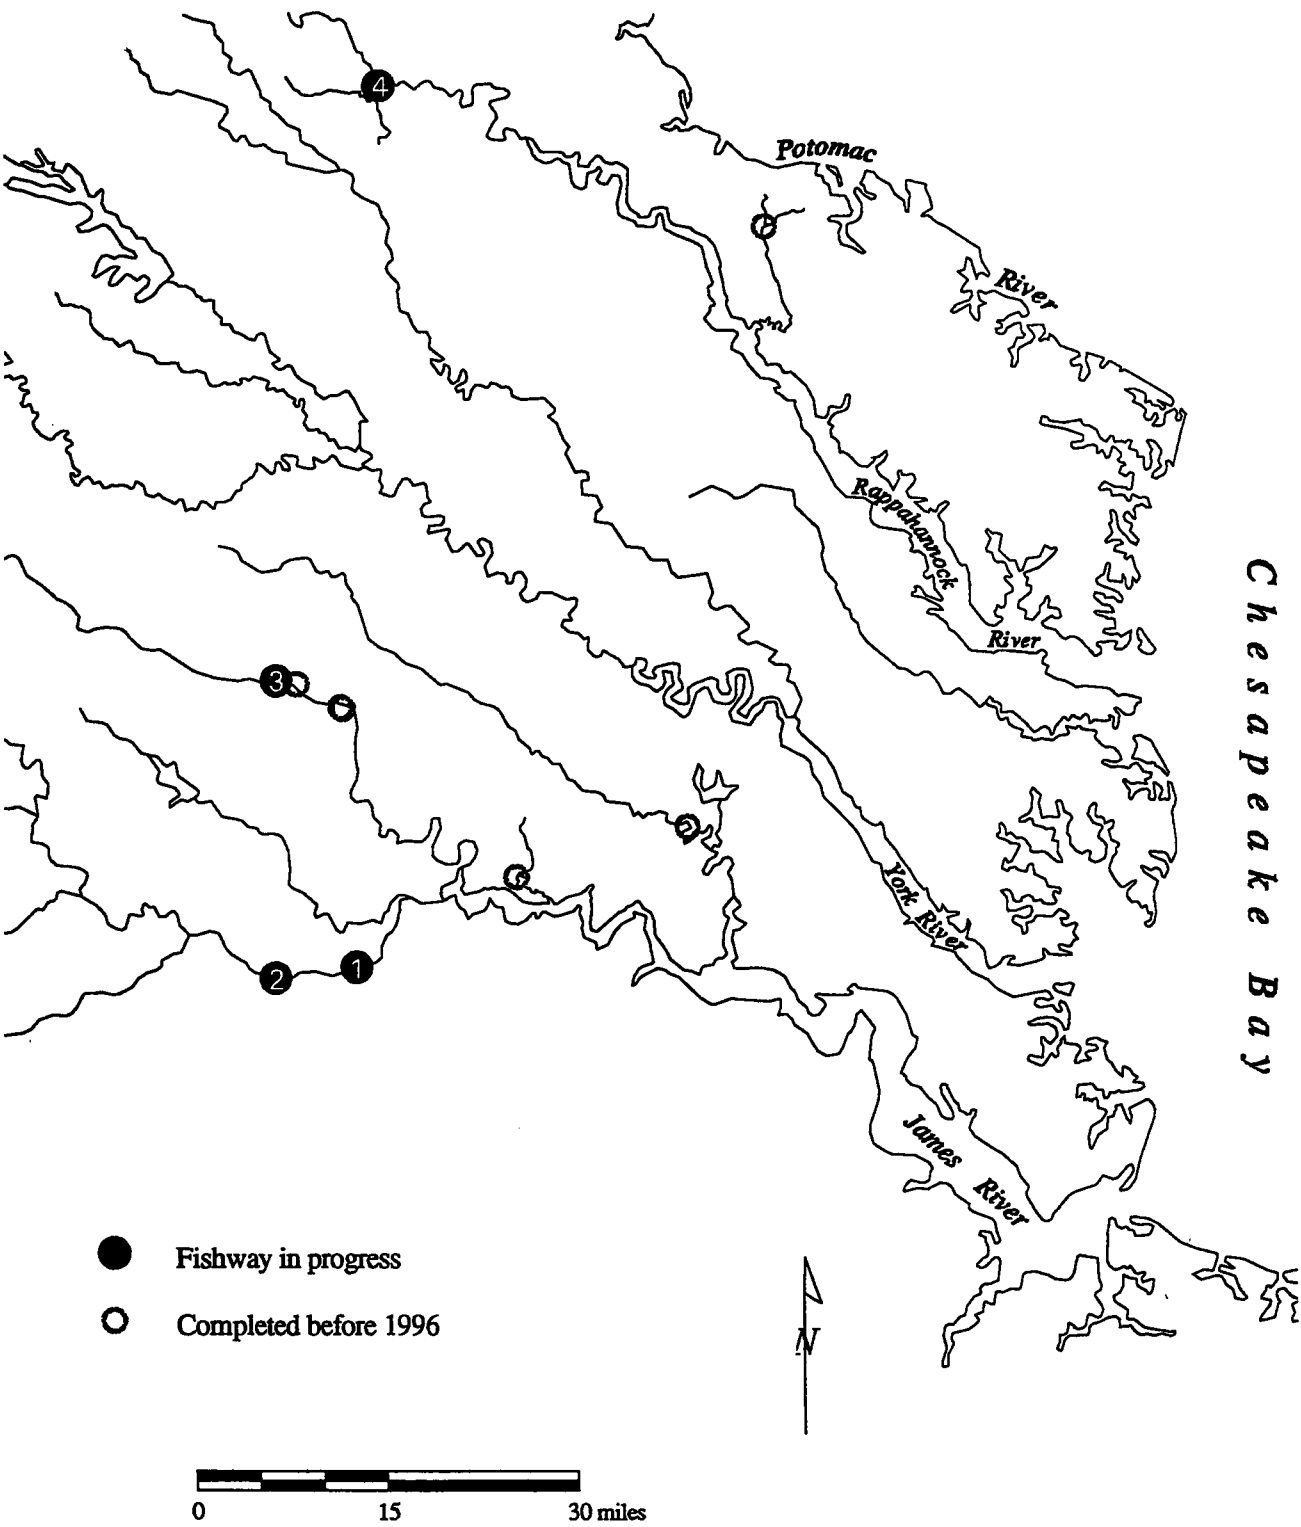 4
Potomac
River
Rappahannock
River
Chesapeake Bay
3
York River
2
1
James
River
Fishway in progress
Completed before 1996
N
0 15 30 miles